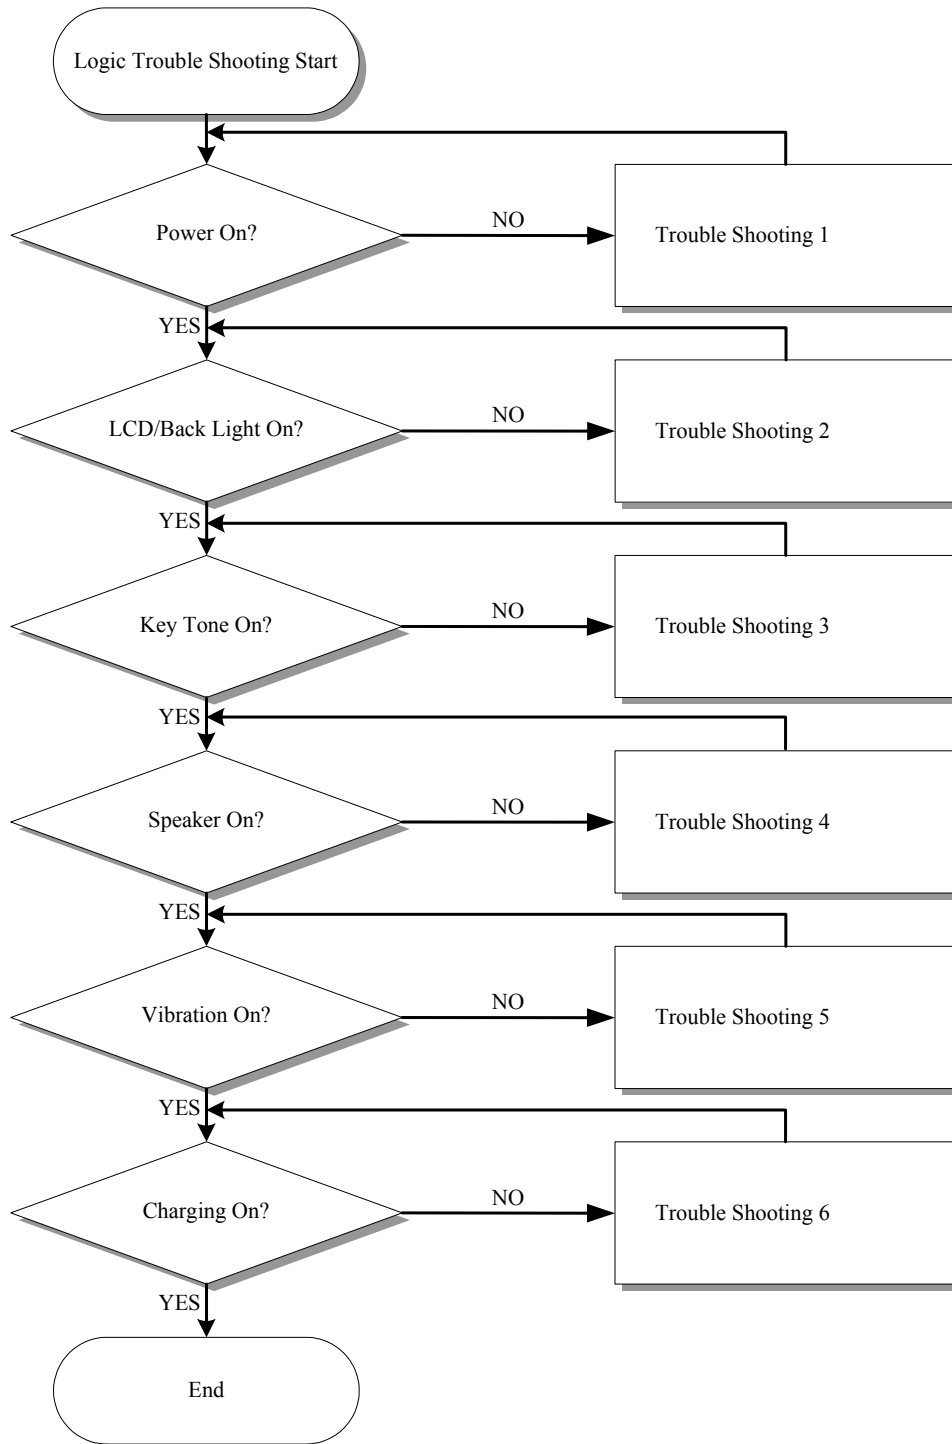 Logic Trouble Shooting Start
Power On?
NO
Trouble Shooting 1
YES
LCD/Back Light On?
NO
Trouble Shooting 2
YES
Key Tone On?
NO
Trouble Shooting 3
YES
Speaker On?
NO
Trouble Shooting 4
YES
Vibration On?
NO
Trouble Shooting 5
YES
Charging On?
NO
Trouble Shooting 6
YES
End